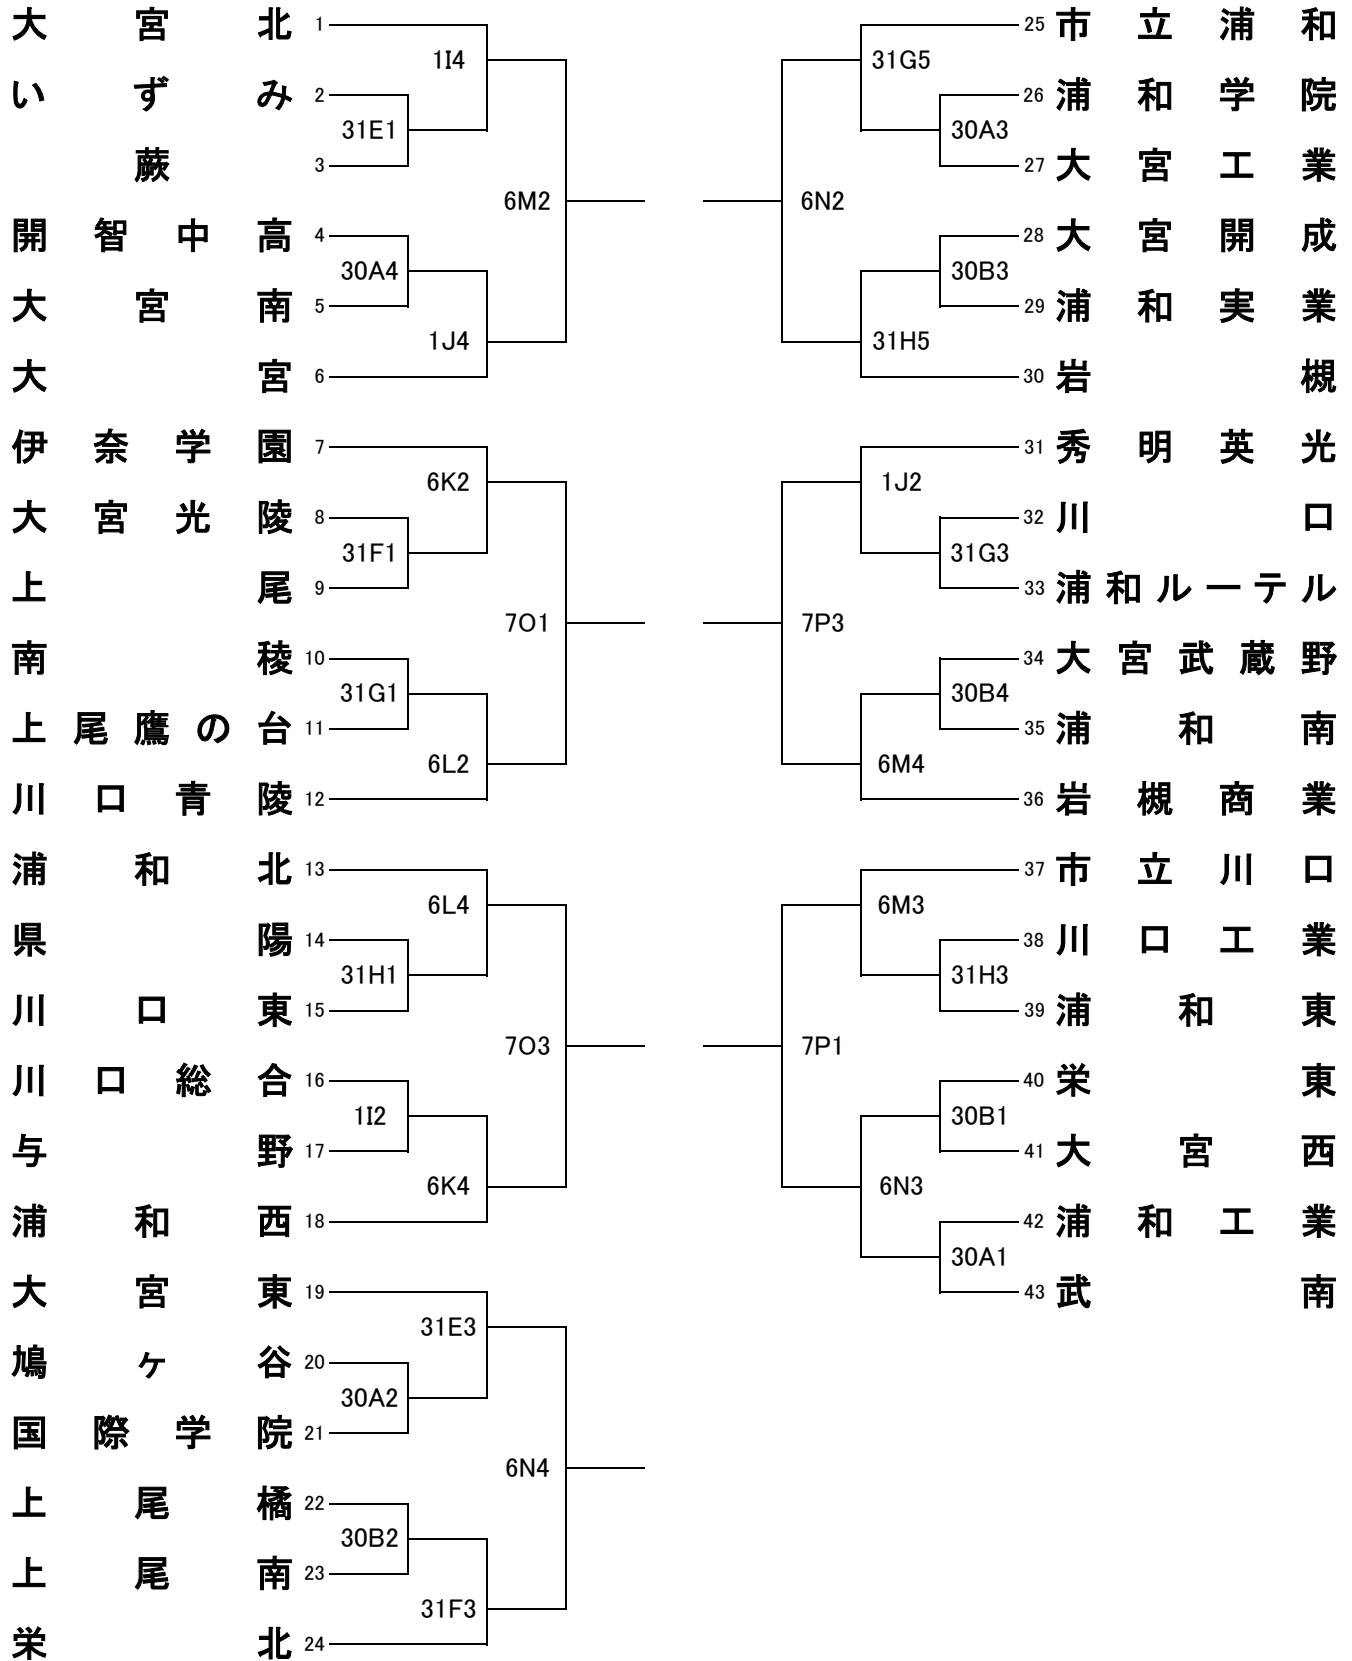 大宮北 1
1I4
いずみ 2
31E1
蕨 3
6M2
開智中高 4
30A4
大宮南 5
1J4
大宮 6
伊奈学園 7
6K2
大宮光陵 8
31F1
上尾 9
7O1
南稜 10
31G1
上尾鷹の台 11
6L2
川口青陵 12
浦和北 13
6L4
県陽 14
31H1
川口東 15
7O3
川口総合 16
1I2
与野 17
6K4
浦和西 18
大宮東 19
31E3
鳩ヶ谷 20
30A2
国際学院 21
6N4
上尾橘 22
30B2
上尾南 23
31F3
栄北 24
25 市立浦和
31G5
26 浦和学院
30A3
27 大宮工業
6N2
28 大宮開成
30B3
29 浦和実業
31H5
30 岩槻
31 秀明英光
1J2
32 川口
31G3
33 浦和ルーテル
7P3
34 大宮武蔵野
30B4
35 浦和南
6M4
36 岩槻商業
37 市立川口
6M3
38 川口工業
31H3
39 浦和東
7P1
40 栄東
30B1
41 大宮西
6N3
42 浦和工業
30A1
43 武南